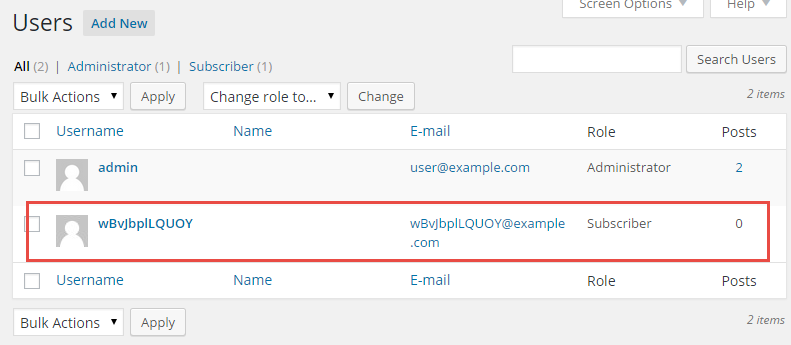 Users Add New Screen Options ▼ Help ▼
All (2) | Administrator (1) | Subscriber (1) Search Users
Bulk Actions ▼ Apply Change role to... ▼ Change 2 items
Username Name E-mail Role Posts
admin user@example.com Administrator 2
wBvJbplLQUOY wBvJbplLQUOY@example Subscriber 0
.com
Username Name E-mail Role Posts
Bulk Actions ▼ Apply 2 items